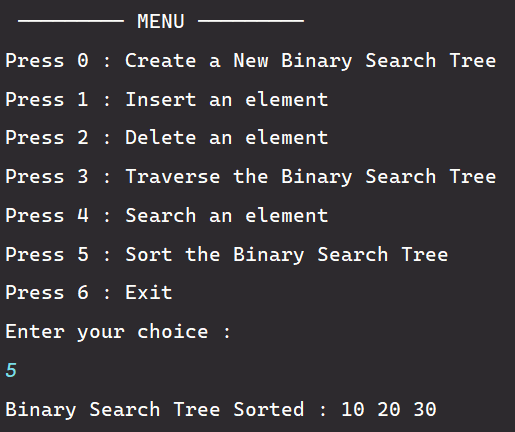 ───────── MENU ─────────
Press 0 : Create a New Binary Search Tree
Press 1 : Insert an element
Press 2 : Delete an element
Press 3 : Traverse the Binary Search Tree
Press 4 : Search an element
Press 5 : Sort the Binary Search Tree
Press 6 : Exit
Enter your choice :
5
Binary Search Tree Sorted : 10 20 30